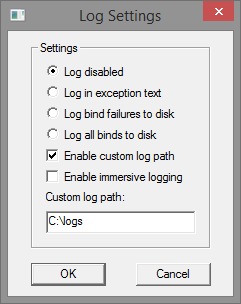 Log Settings
Settings
Log disabled
Log in exception text
Log bind failures to disk
Log all binds to disk
Enable custom log path
Enable immersive logging
Custom log path:
C:\logs
OK
Cancel